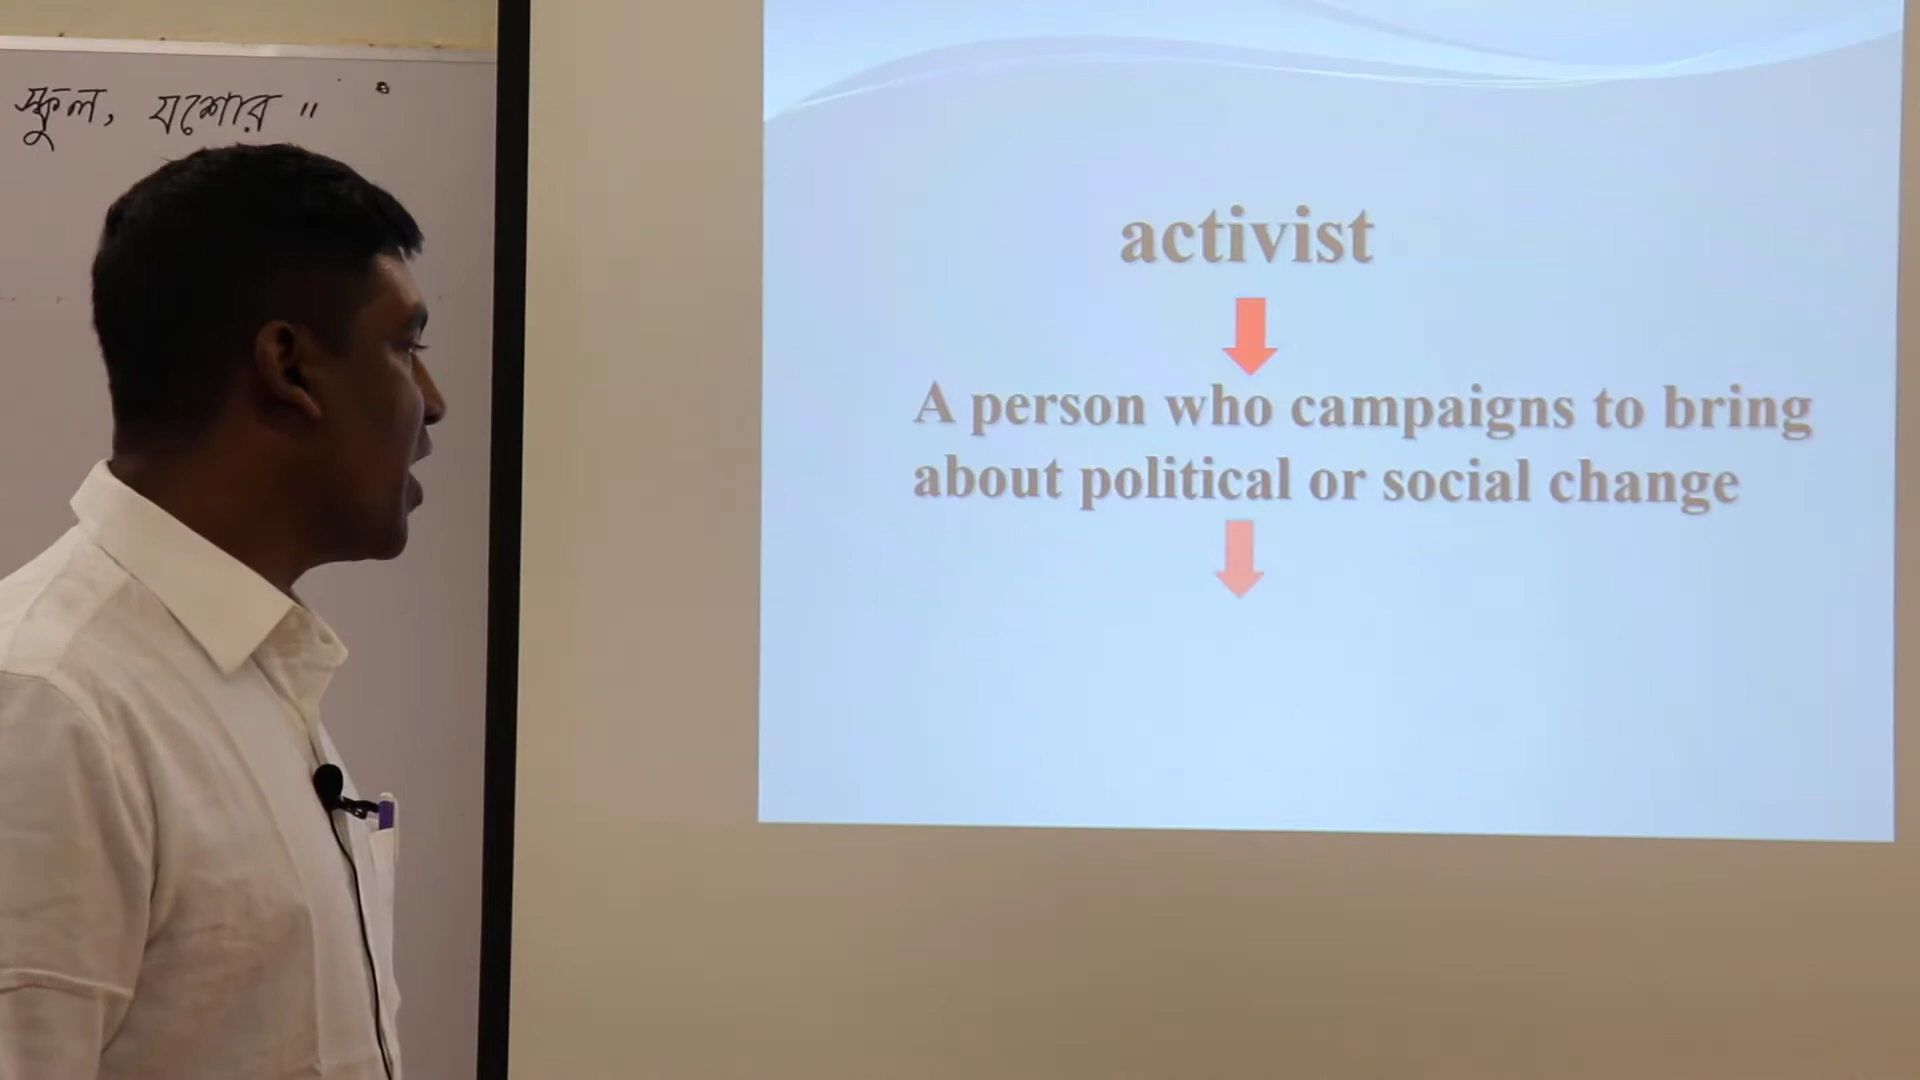 স্কুল, যশোর "
activist
A person who campaigns to bring
about political or social change